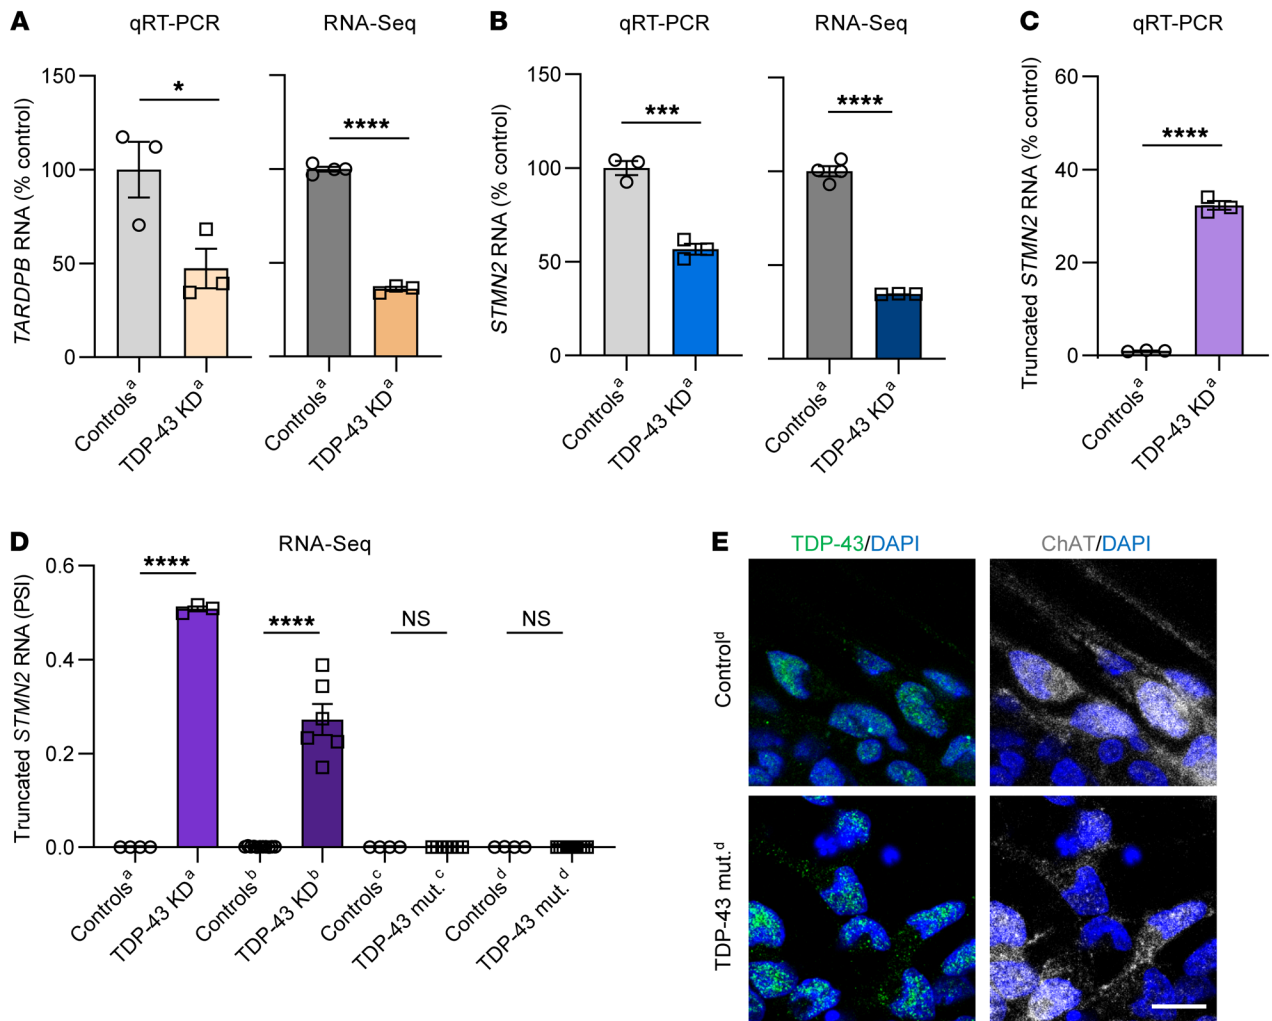 A
qRT-PCR
RNA-Seq
TARDPB RNA (% control)
150
100
50
0
*
****
Controls^a
TDP-43 KD^a
Controls^a
TDP-43 KD^a
B
qRT-PCR
RNA-Seq
STMN2 RNA (% control)
150
100
50
0
***
****
Controls^a
TDP-43 KD^a
Controls^a
TDP-43 KD^a
C
qRT-PCR
Truncated STMN2 RNA (% control)
60
40
20
0
****
Controls^a
TDP-43 KD^a
D
RNA-Seq
Truncated STMN2 RNA (PSI)
0.6
0.4
0.2
0.0
****
****
NS
NS
Controls^a
TDP-43 KD^a
Controls^b
TDP-43 KD^b
Controls^c
TDP-43 mut.^c
Controls^d
TDP-43 mut.^d
E
TDP-43/DAPI
ChAT/DAPI
Control^d
TDP-43 mut.^d